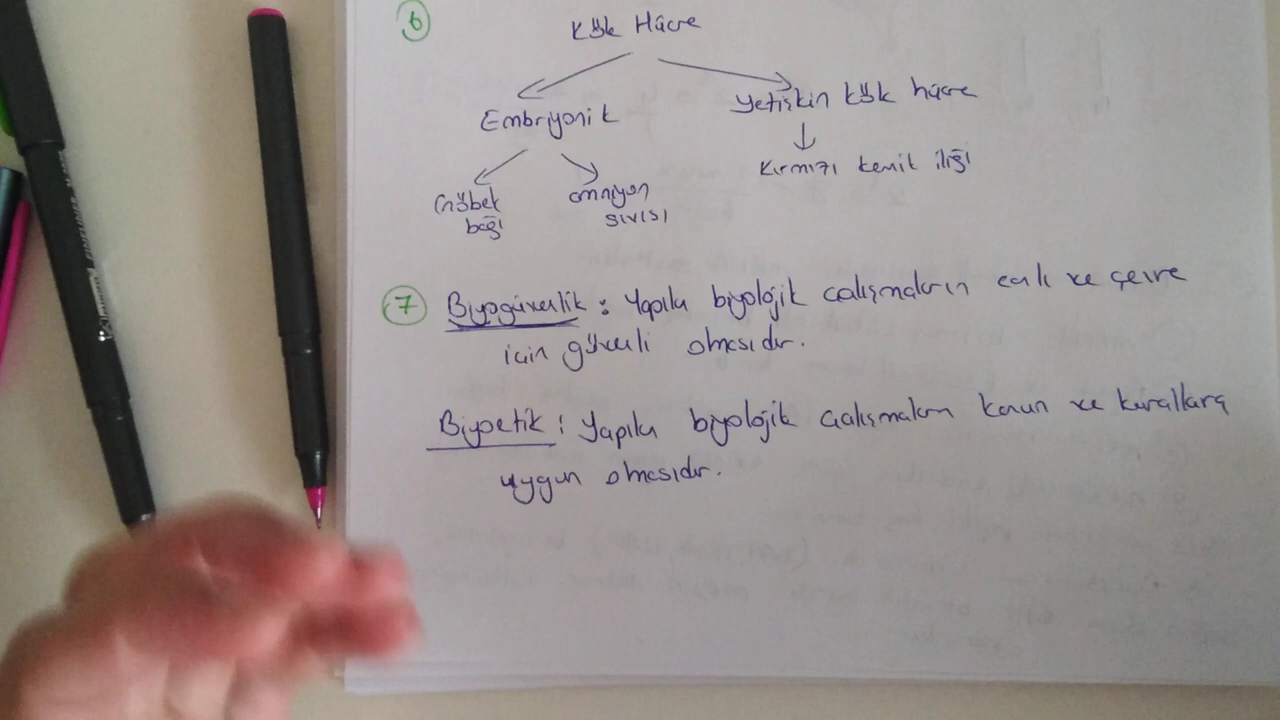 6
Kök Hücre
Embriyonik
Yetişkin kök hücre
Kırmızı kemik iliği
Göbek
bağı
amniyon
sıvısı
7 Biyogüvenlik : Yapılan biyolojik çalışmaların canlı ve çevre
için güvenli olmasıdır.
Biyoetik : Yapılan biyolojik çalışmaların kanun ve kurallara
uygun olmasıdır.